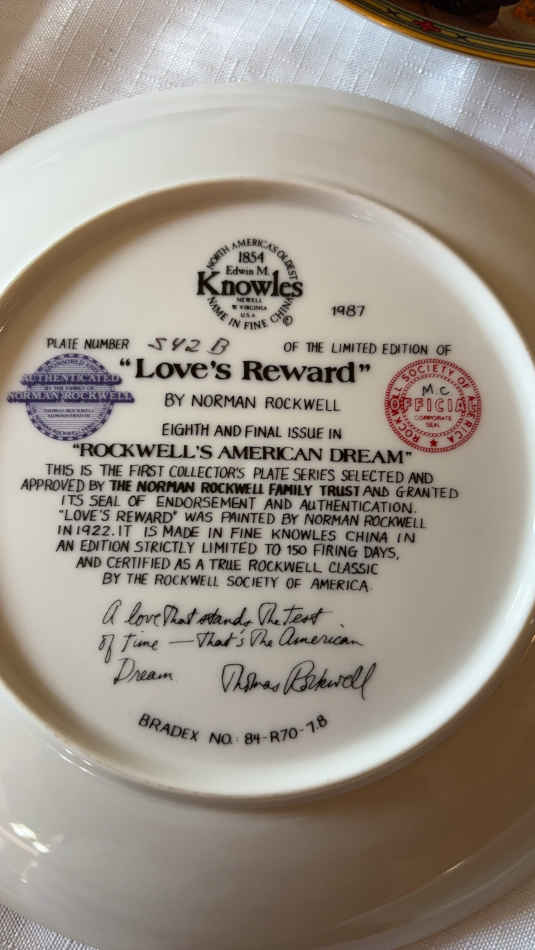 NORTH AMERICA'S OLDEST
1854
Edwin M.
Knowles
NEWELL
W. VIRGINIA
U.S.A.
NAME IN FINE CHINA
©
1987
PLATE NUMBER 542 B OF THE LIMITED EDITION OF
"Love's Reward"
BY NORMAN ROCKWELL
AUTHENTICATED
BY THE FAMILY OF
NORMAN ROCKWELL
THOMAS ROCKWELL
ROCKWELL SOCIETY OF AMERICA
M.C
OFFICIAL
CORPORATE
SEAL
EIGHTH AND FINAL ISSUE IN
"ROCKWELL'S AMERICAN DREAM"
THIS IS THE FIRST COLLECTOR'S PLATE SERIES SELECTED AND
APPROVED BY THE NORMAN ROCKWELL FAMILY TRUST AND GRANTED
ITS SEAL OF ENDORSEMENT AND AUTHENTICATION.
"LOVE'S REWARD" WAS PAINTED BY NORMAN ROCKWELL
IN 1922. IT IS MADE IN FINE KNOWLES CHINA IN
AN EDITION STRICTLY LIMITED TO 150 FIRING DAYS,
AND CERTIFIED AS A TRUE ROCKWELL CLASSIC
BY THE ROCKWELL SOCIETY OF AMERICA.
A love that stands the test
of time — that's the American
Dream Thomas Rockwell
BRADEX NO.: 84-R70-7.8